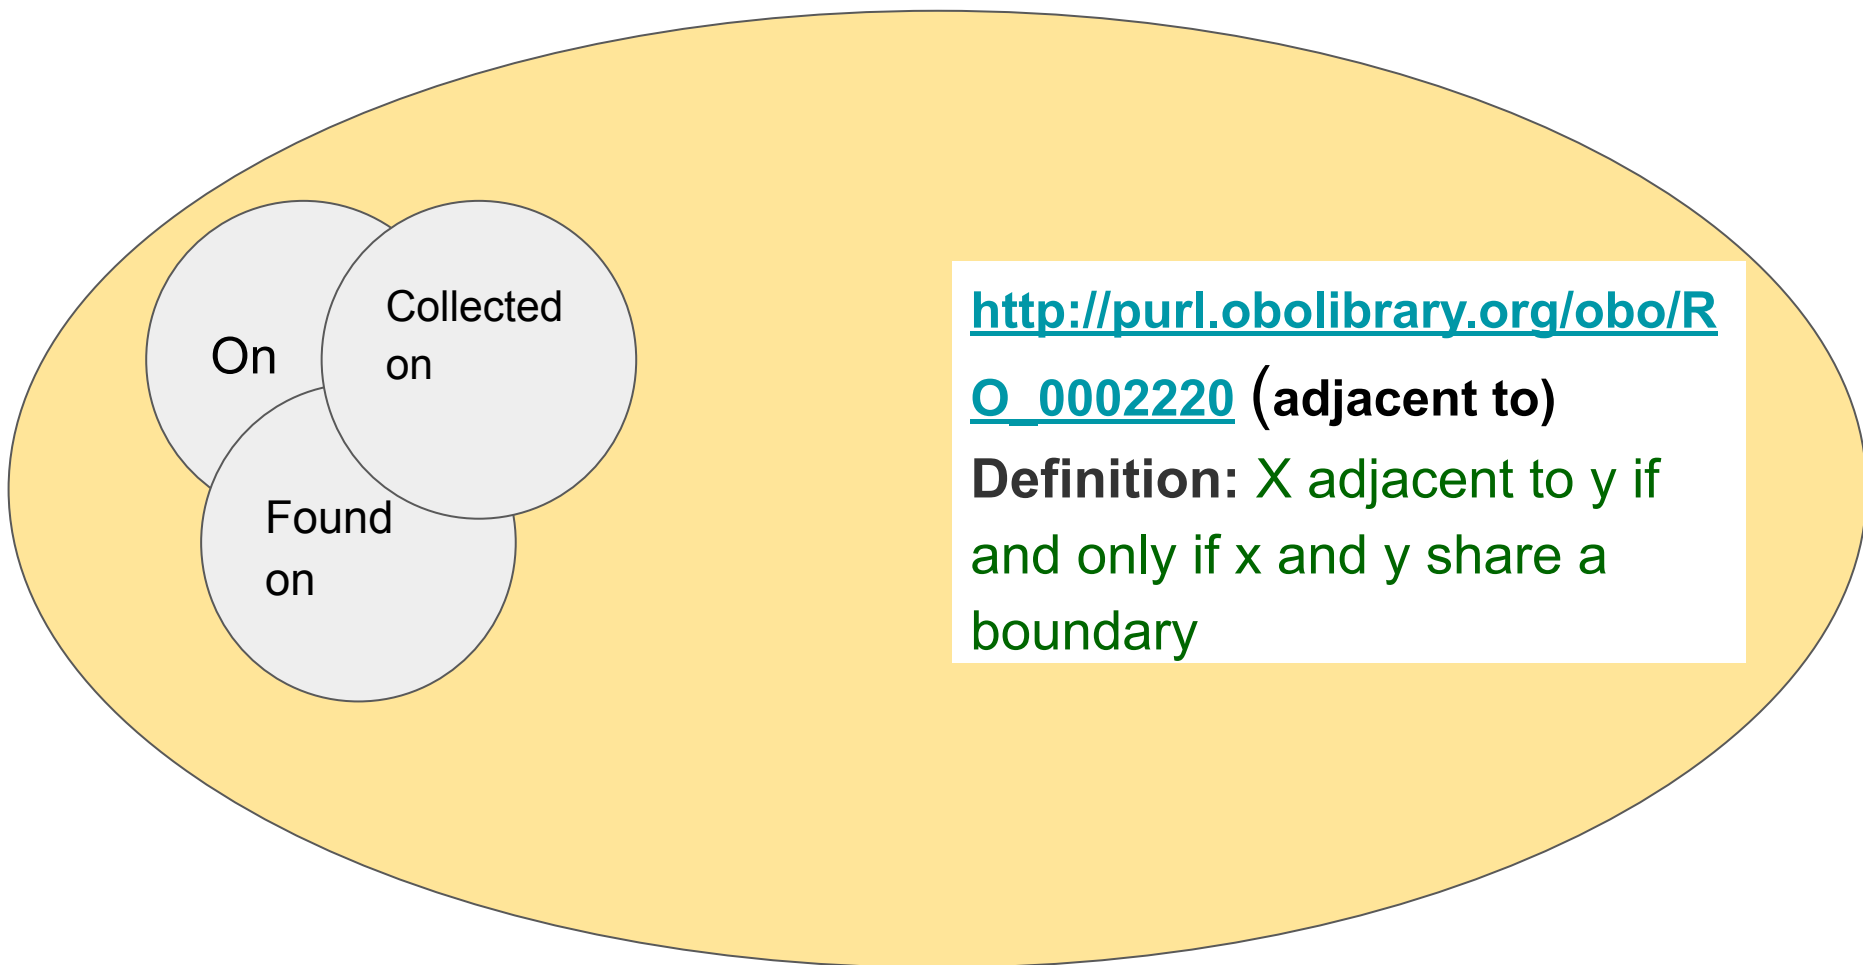 On
Collected
on
Found
on
http://purl.obolibrary.org/obo/R
O_0002220 (adjacent to)
Definition: X adjacent to y if
and only if x and y share a
boundary